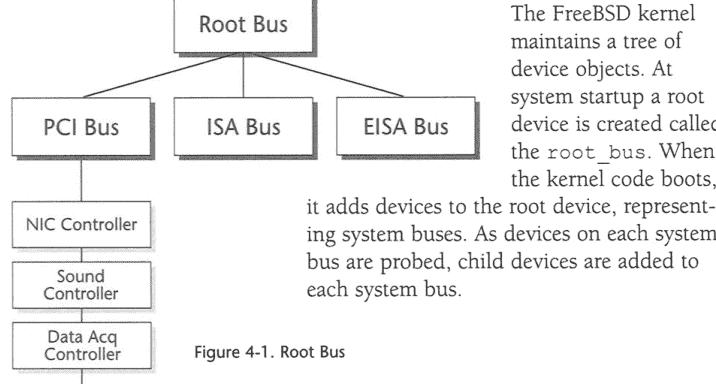 Root Bus
PCI Bus
ISA Bus
EISA Bus
NIC Controller
Sound
Controller
Data Acq
Controller
Figure 4-1. Root Bus
The FreeBSD kernel
maintains a tree of
device objects. At
system startup a root
device is created called
the root_bus. When
the kernel code boots,
it adds devices to the root device, represent-
ing system buses. As devices on each system
bus are probed, child devices are added to
each system bus.